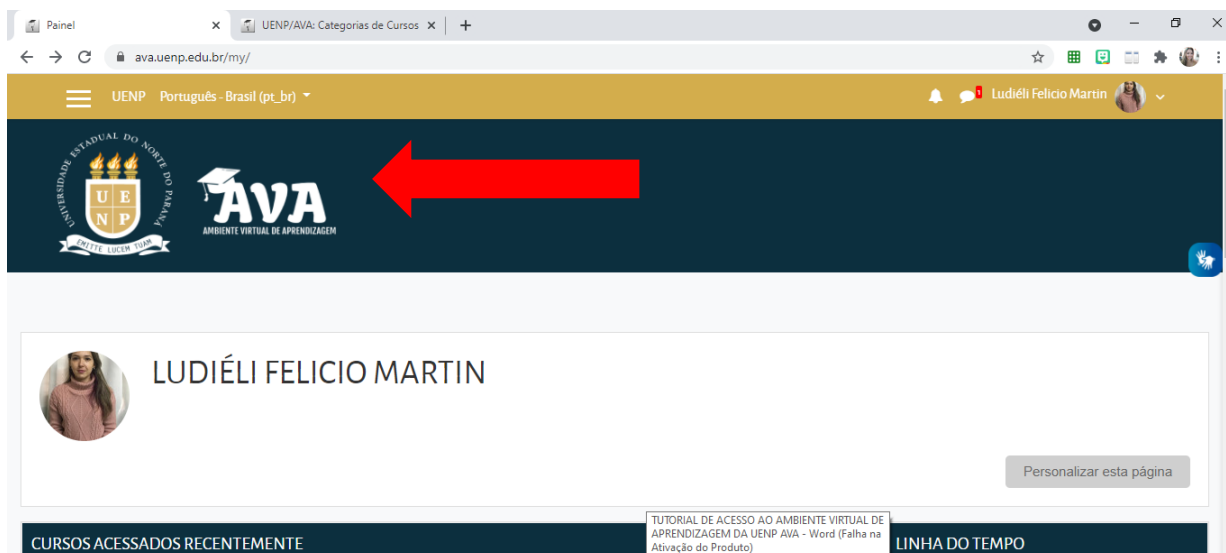 Painel
UENP/AVA: Categorias de Cursos
ava.uenp.edu.br/my/
UENP Português - Brasil (pt_br)
1
Ludiéli Felicio Martin
UNIVERSIDADE ESTADUAL DO NORTE DO PARANÁ
U E
N P
EMITTE LUCEM TUAM
AVA
AMBIENTE VIRTUAL DE APRENDIZAGEM
LUDIÉLI FELICIO MARTIN
Personalizar esta página
CURSOS ACESSADOS RECENTEMENTE
TUTORIAL DE ACESSO AO AMBIENTE VIRTUAL DE
APRENDIZAGEM DA UENP AVA - Word (Falha na
Ativação do Produto)
LINHA DO TEMPO